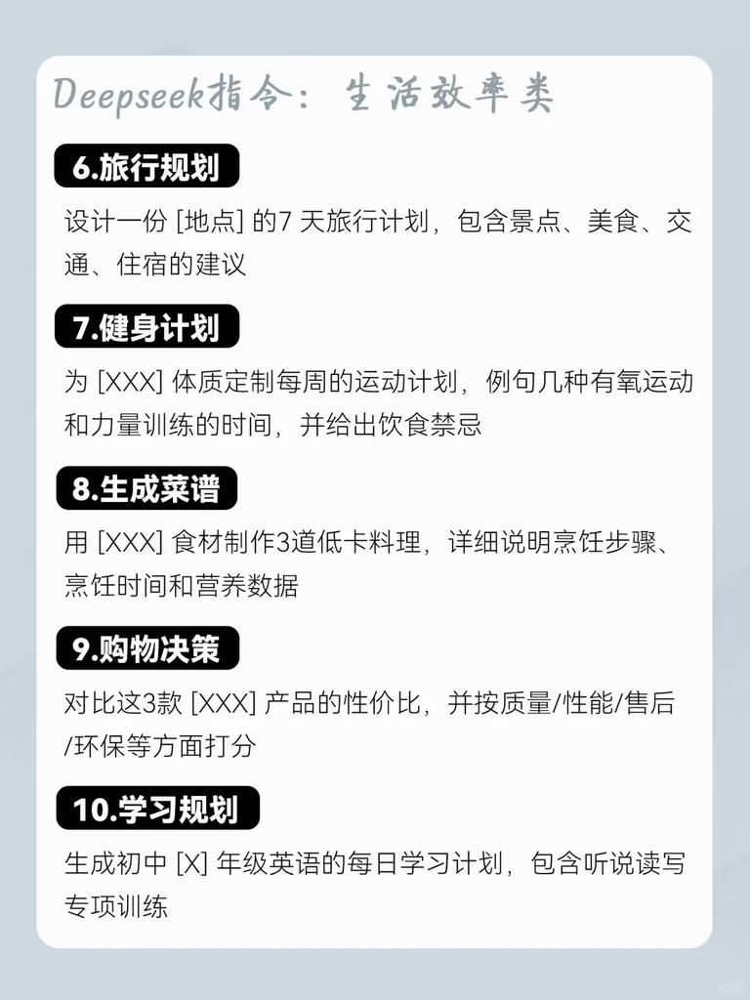 Deepseek指令：生活效率类
6.旅行规划
设计一份 [地点] 的7 天旅行计划，包含景点、美食、交
通、住宿的建议
7.健身计划
为 [XXX] 体质定制每周的运动计划，例句几种有氧运动
和力量训练的时间，并给出饮食禁忌
8.生成菜谱
用 [XXX] 食材制作3道低卡料理，详细说明烹饪步骤、
烹饪时间和营养数据
9.购物决策
对比这3款 [XXX] 产品的性价比，并按质量/性能/售后
/环保等方面打分
10.学习规划
生成初中 [X] 年级英语的每日学习计划，包含听说读写
专项训练